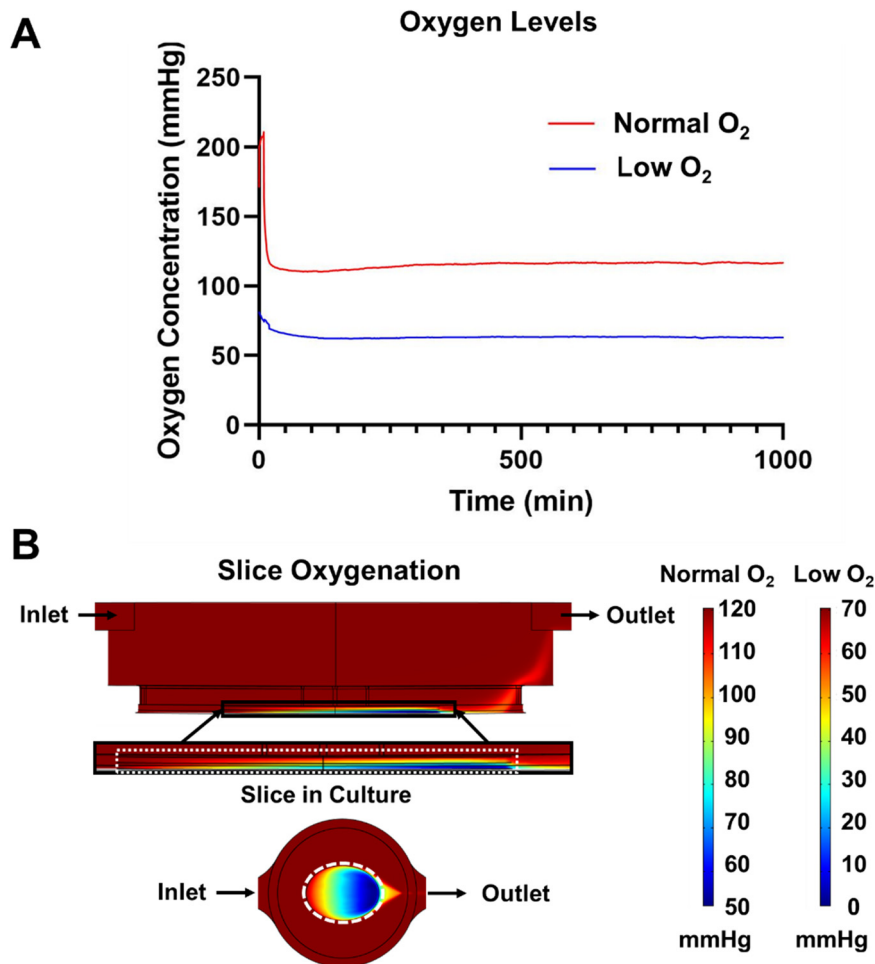 A
Oxygen Levels
Oxygen Concentration (mmHg)
250
200
150
100
50
0
Normal O₂
Low O₂
0
500
1000
Time (min)
B
Slice Oxygenation
Inlet
Outlet
Slice in Culture
Inlet
Outlet
Normal O₂
120
110
100
90
80
70
60
50
mmHg
Low O₂
70
60
50
40
30
20
10
0
mmHg